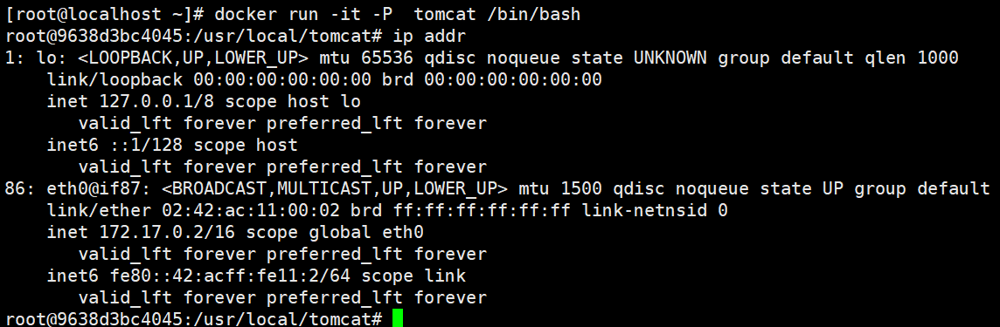 [root@localhost ~]# docker run -it -P  tomcat /bin/bash
root@9638d3bc4045:/usr/local/tomcat# ip addr
1: lo: <LOOPBACK,UP,LOWER_UP> mtu 65536 qdisc noqueue state UNKNOWN group default qlen 1000
    link/loopback 00:00:00:00:00:00 brd 00:00:00:00:00:00
    inet 127.0.0.1/8 scope host lo
       valid_lft forever preferred_lft forever
    inet6 ::1/128 scope host
       valid_lft forever preferred_lft forever
86: eth0@if87: <BROADCAST,MULTICAST,UP,LOWER_UP> mtu 1500 qdisc noqueue state UP group default
    link/ether 02:42:ac:11:00:02 brd ff:ff:ff:ff:ff:ff link-netnsid 0
    inet 172.17.0.2/16 scope global eth0
       valid_lft forever preferred_lft forever
    inet6 fe80::42:acff:fe11:2/64 scope link
       valid_lft forever preferred_lft forever
root@9638d3bc4045:/usr/local/tomcat#